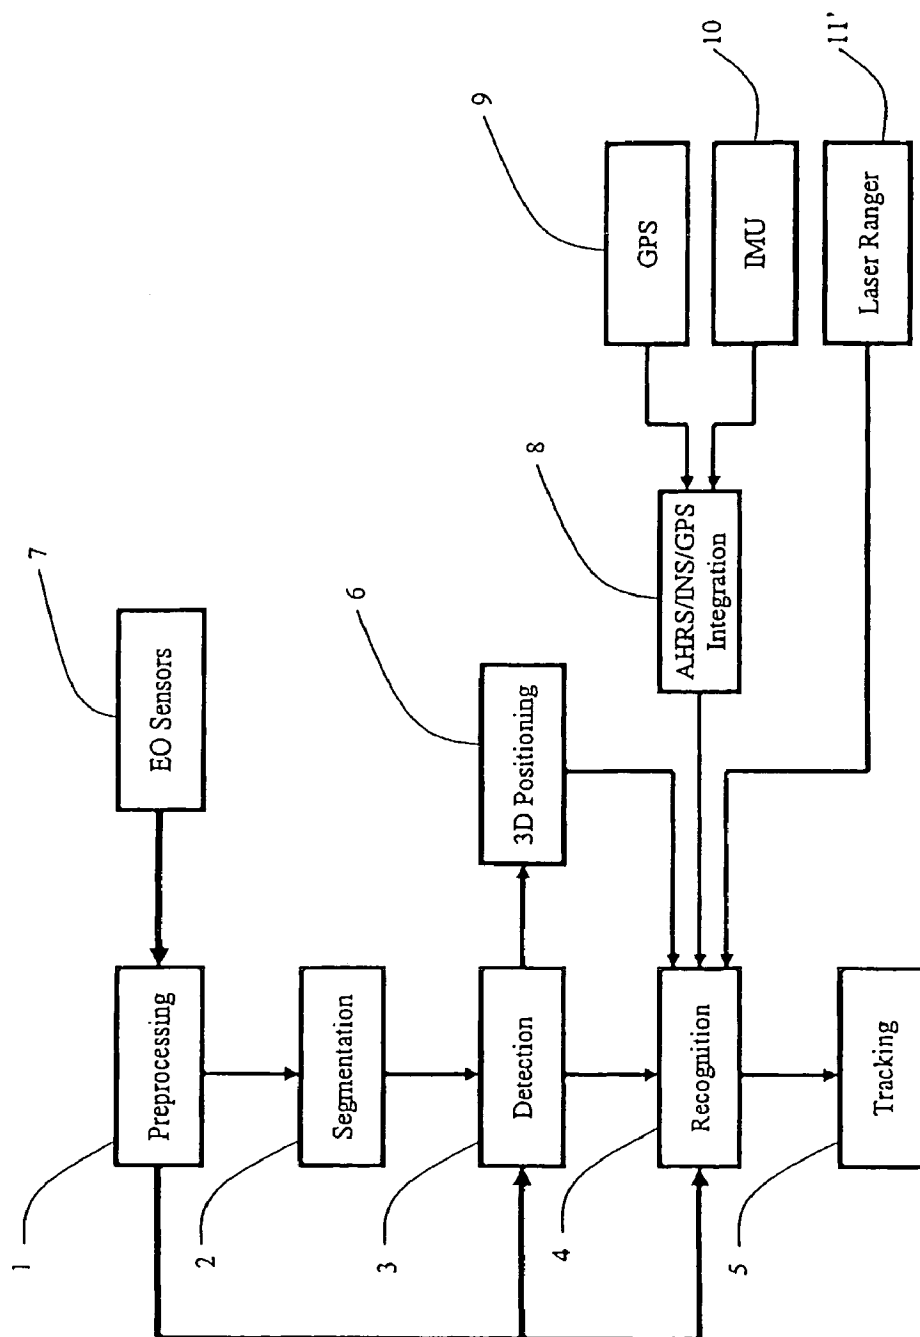 1
Preprocessing
7
EO Sensors
2
Segmentation
3
Detection
6
3D Positioning
4
Recognition
8
AHRS/INS/GPS
Integration
9
GPS
10
IMU
11'
Laser Ranger
5
Tracking